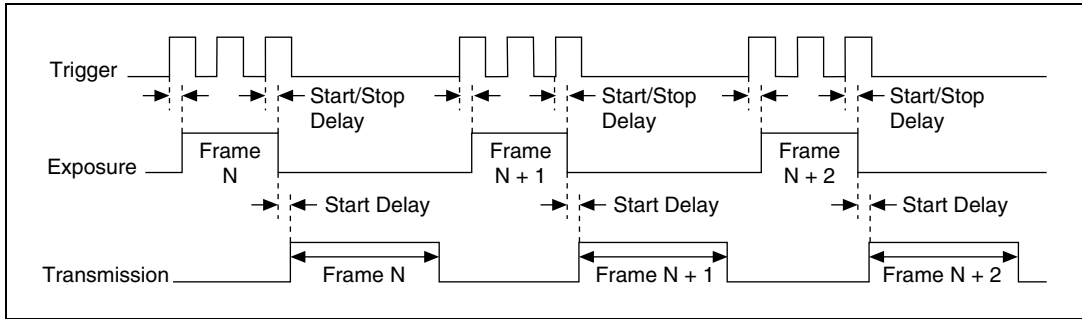 Trigger
Start/Stop
Delay
Start/Stop
Delay
Start/Stop
Delay
Exposure
Frame
N
Frame
N + 1
Frame
N + 2
Start Delay
Start Delay
Start Delay
Transmission
Frame N
Frame N + 1
Frame N + 2